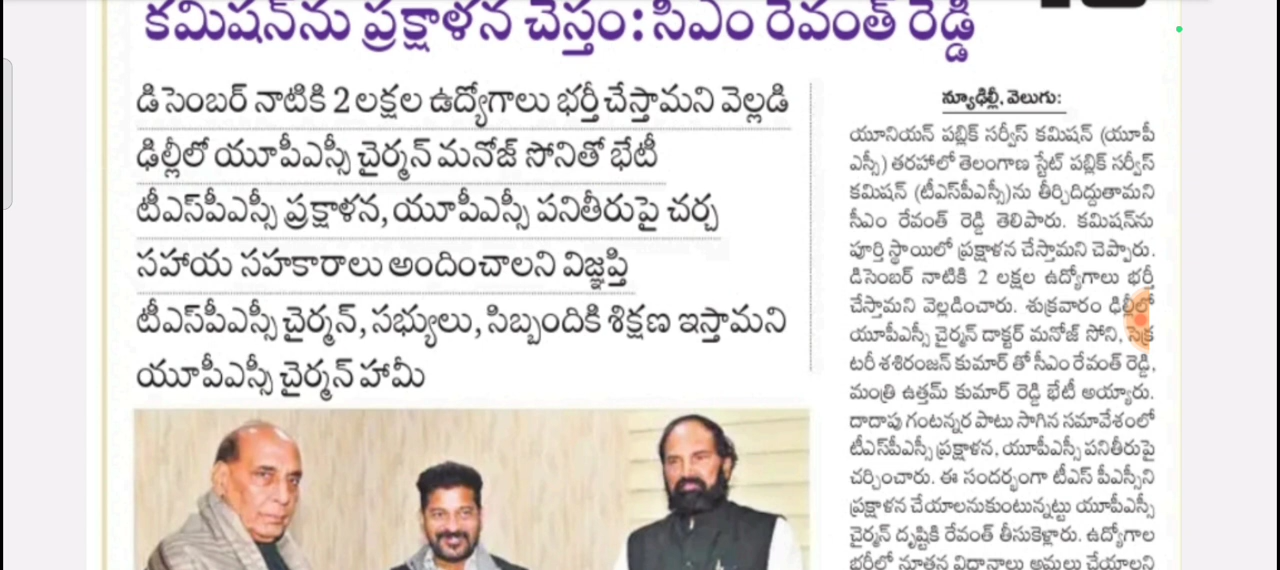 కమిషన్‌ను ప్రక్షాళన చేస్తం: సీఎం రేవంత్ రెడ్డి
డిసెంబర్ నాటికి 2 లక్షల ఉద్యోగాలు భర్తీ చేస్తామని వెల్లడి
ఢిల్లీలో యూపీఎస్సీ చైర్మన్ మనోజ్ సోనితో భేటీ
టీఎస్‌పీఎస్సీ ప్రక్షాళన, యూపీఎస్సీ పనితీరుపై చర్చ
సహాయ సహకారాలు అందించాలని విజ్ఞప్తి
టీఎస్‌పీఎస్సీ చైర్మన్, సభ్యులు, సిబ్బందికి శిక్షణ ఇస్తామని
యూపీఎస్సీ చైర్మన్ హామీ
న్యూఢిల్లీ, వెలుగు:
యూనియన్ పబ్లిక్ సర్వీస్ కమిషన్ (యూపీ
ఎస్సీ) తరహాలో తెలంగాణ స్టేట్ పబ్లిక్ సర్వీస్
కమిషన్ (టీఎస్‌పీఎస్సీ)ను తీర్చిదిద్దుతామని
సీఎం రేవంత్ రెడ్డి తెలిపారు. కమిషన్‌ను
పూర్తి స్థాయిలో ప్రక్షాళన చేస్తామని చెప్పారు.
డిసెంబర్ నాటికి 2 లక్షల ఉద్యోగాలు భర్తీ
చేస్తామని వెల్లడించారు. శుక్రవారం ఢిల్లీలో
యూపీఎస్సీ చైర్మన్ డాక్టర్ మనోజ్ సోని, సెక్ర
టరీ శశిరంజన్ కుమార్ తో సీఎం రేవంత్ రెడ్డి,
మంత్రి ఉత్తమ్ కుమార్ రెడ్డి భేటీ అయ్యారు.
దాదాపు గంటన్నర పాటు సాగిన సమావేశంలో
టీఎస్‌పీఎస్సీ ప్రక్షాళన, యూపీఎస్సీ పనితీరుపై
చర్చించారు. ఈ సందర్భంగా టీఎస్ పీఎస్సీని
ప్రక్షాళన చేయాలనుకుంటున్నట్టు యూపీఎస్సీ
చైర్మన్ దృష్టికి రేవంత్ తీసుకెళ్లారు. ఉద్యోగాల
భర్తీలో నూతన విధానాలు అమలు చేయాలని